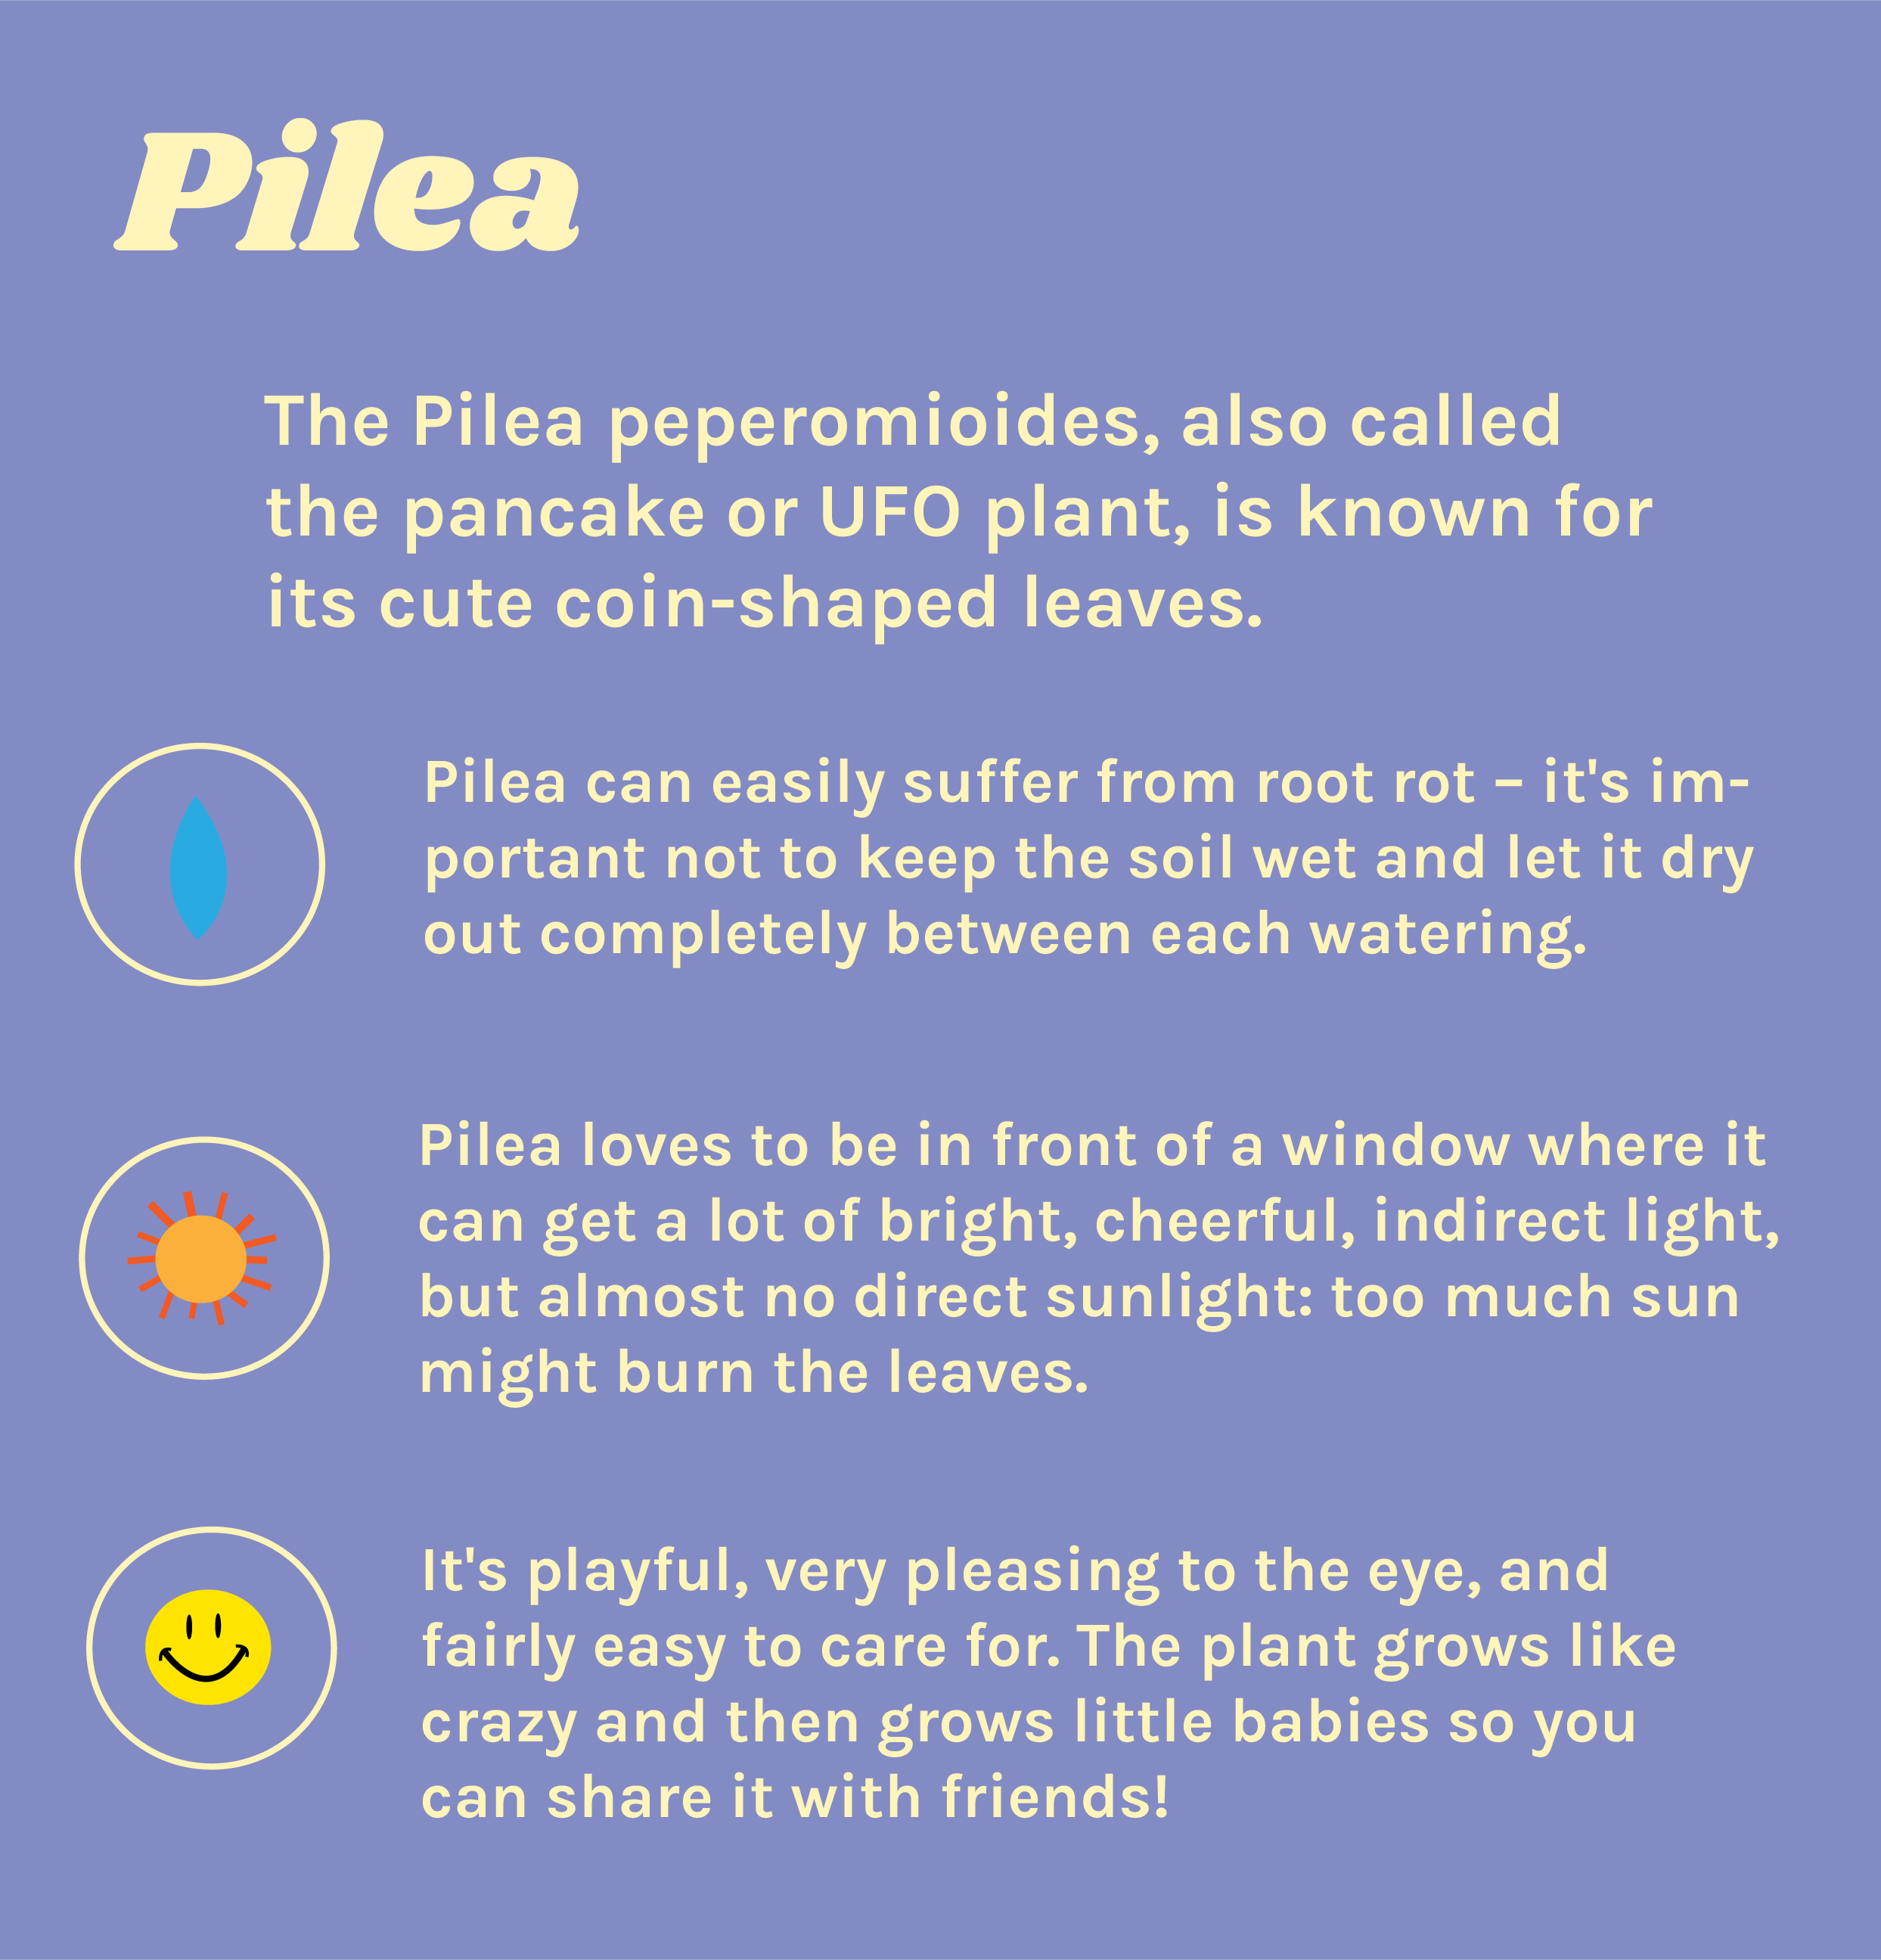 Pilea
The Pilea peperomioides, also called
the pancake or UFO plant, is known for
its cute coin-shaped leaves.
Pilea can easily suffer from root rot – it's im-
portant not to keep the soil wet and let it dry
out completely between each watering.
Pilea loves to be in front of a window where it
can get a lot of bright, cheerful, indirect light,
but almost no direct sunlight: too much sun
might burn the leaves.
It's playful, very pleasing to the eye, and
fairly easy to care for. The plant grows like
crazy and then grows little babies so you
can share it with friends!